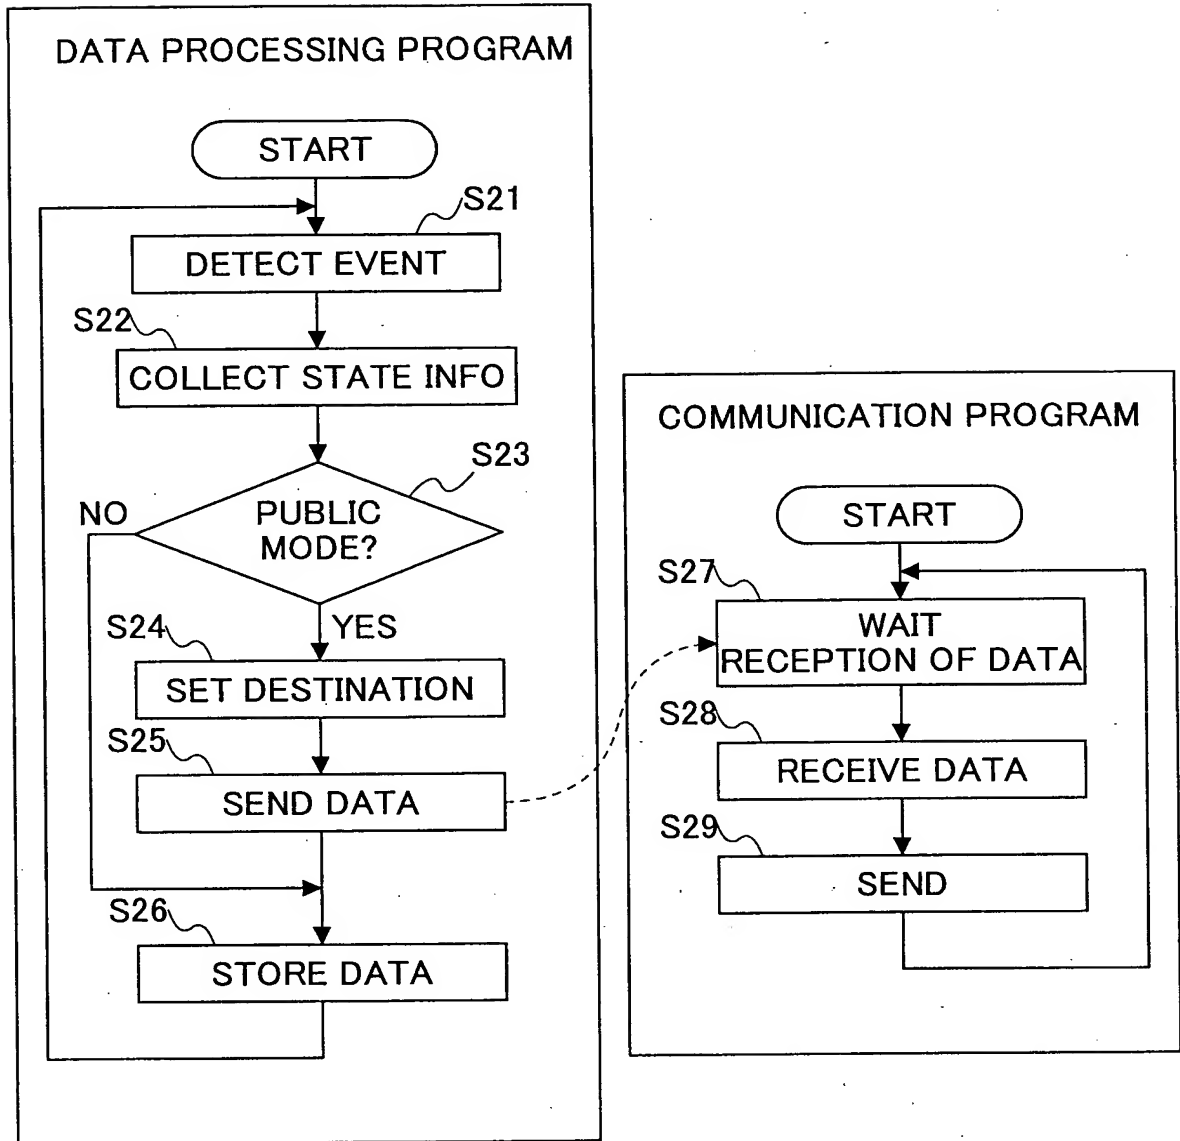 DATA PROCESSING PROGRAM
START
S21
DETECT EVENT
S22
COLLECT STATE INFO
S23
NO
PUBLIC
MODE?
YES
S24
SET DESTINATION
S25
SEND DATA
S26
STORE DATA
COMMUNICATION PROGRAM
START
S27
WAIT
RECEPTION OF DATA
S28
RECEIVE DATA
S29
SEND